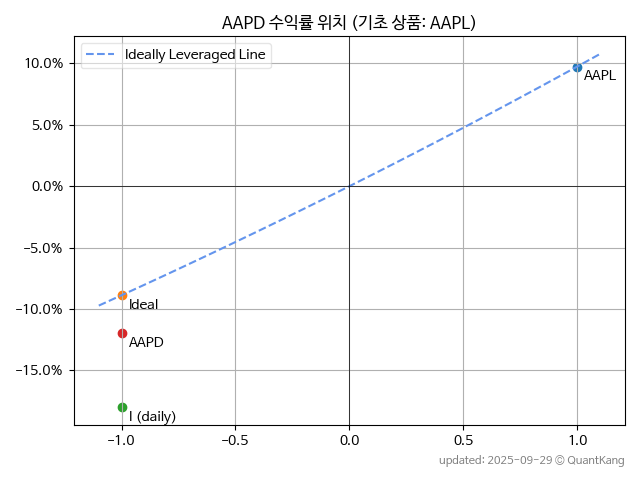 AAPD 수익률 위치 (기초 상품: AAPL)
Ideally Leveraged Line
10.0%
5.0%
0.0%
−5.0%
−10.0%
−15.0%
AAPL
Ideal
AAPD
I (daily)
−1.0 −0.5 0.0 0.5 1.0
updated: 2025-09-29 © QuantKang